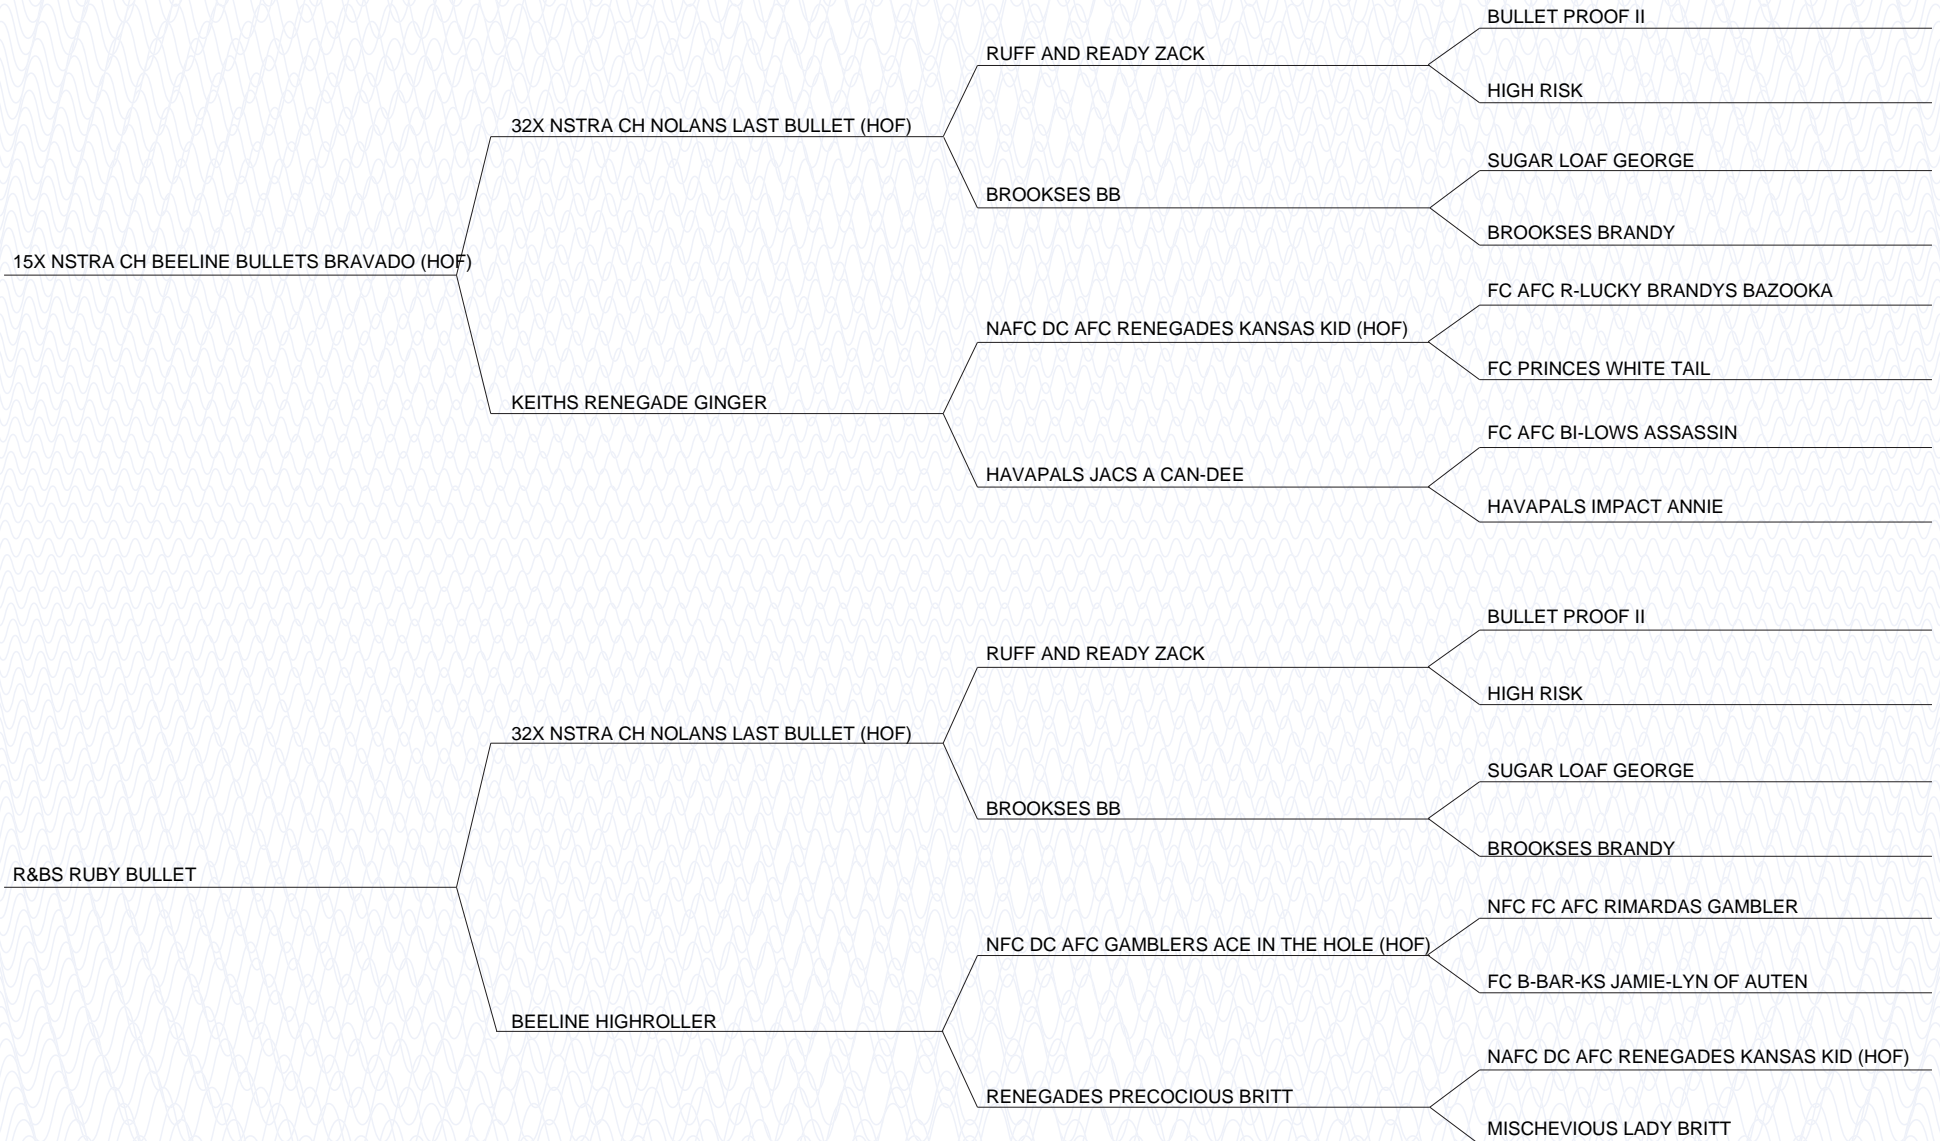 BULLET PROOF II
RUFF AND READY ZACK
HIGH RISK
32X NSTRA CH NOLANS LAST BULLET (HOF)
SUGAR LOAF GEORGE
BROOKSES BB
BROOKSES BRANDY
15X NSTRA CH BEELINE BULLETS BRAVADO (HOF)
FC AFC R-LUCKY BRANDYS BAZOOKA
NAFC DC AFC RENEGADES KANSAS KID (HOF)
FC PRINCES WHITE TAIL
KEITHS RENEGADE GINGER
FC AFC BI-LOWS ASSASSIN
HAVAPALS JACS A CAN-DEE
HAVAPALS IMPACT ANNIE
BULLET PROOF II
RUFF AND READY ZACK
HIGH RISK
32X NSTRA CH NOLANS LAST BULLET (HOF)
SUGAR LOAF GEORGE
BROOKSES BB
BROOKSES BRANDY
R&BS RUBY BULLET
NFC FC AFC RIMARDAS GAMBLER
NFC DC AFC GAMBLERS ACE IN THE HOLE (HOF)
FC B-BAR-KS JAMIE-LYN OF AUTEN
BEELINE HIGHROLLER
NAFC DC AFC RENEGADES KANSAS KID (HOF)
RENEGADES PRECOCIOUS BRITT
MISCHEVIOUS LADY BRITT